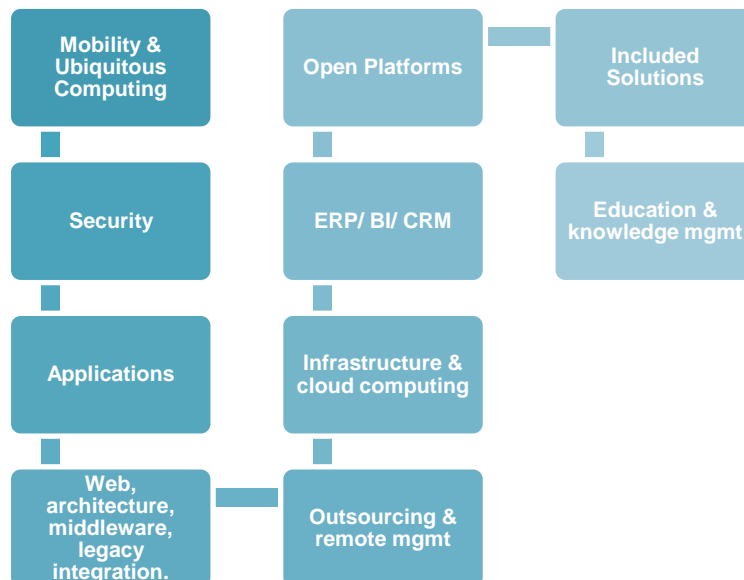 Mobility &
Ubiquitous
Computing
Security
Applications
Web,
architecture,
middleware,
legacy
integration.
Outsourcing &
remote mgmt
Infrastructure &
cloud computing
ERP/ BI/ CRM
Open Platforms
Included
Solutions
Education &
knowledge mgmt